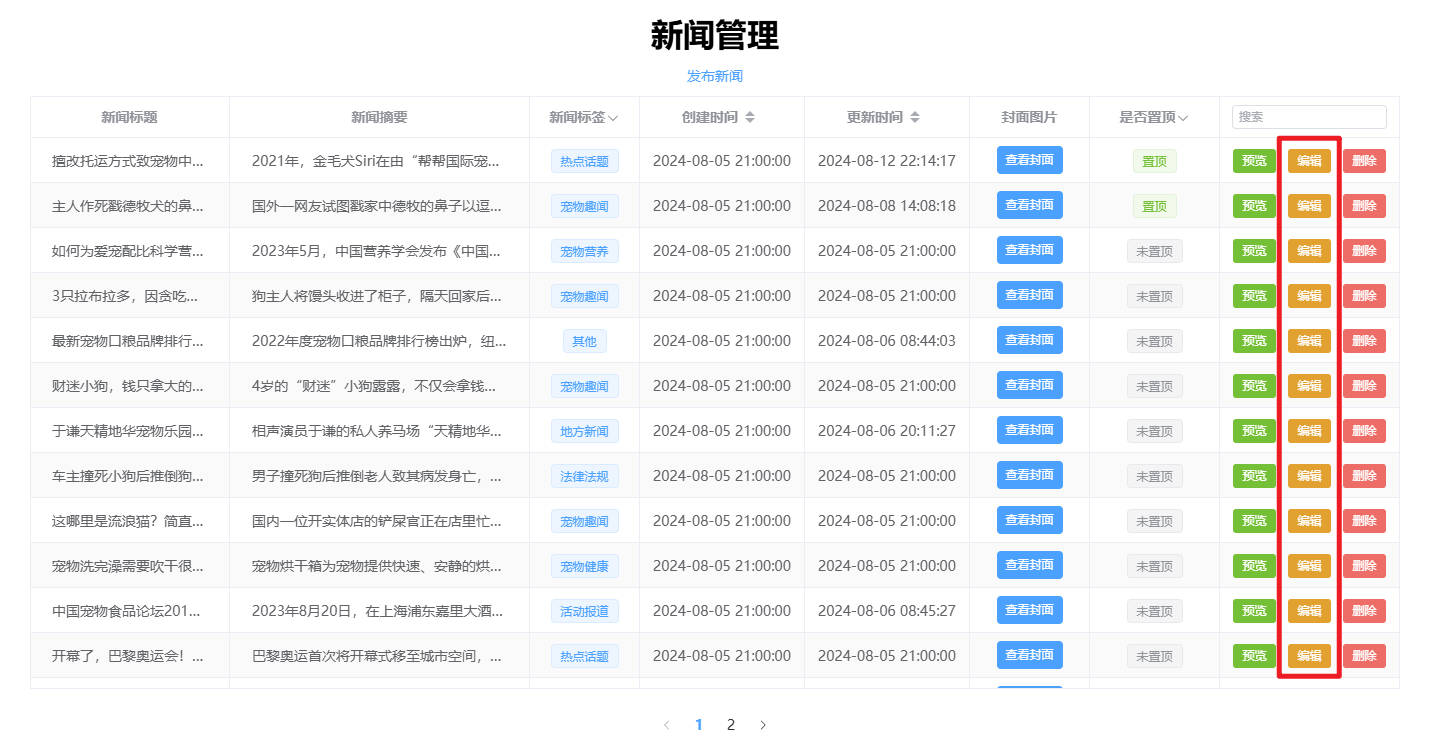 新闻管理
发布新闻
新闻标题 新闻摘要 新闻标签 创建时间 更新时间 封面图片 是否置顶 搜索
擅改托运方式致宠物中... 2021年，金毛犬Siri在由“帮帮国际宠... 热点话题 2024-08-05 21:00:00 2024-08-12 22:14:17 查看封面 置顶 预览 编辑 删除
主人作死戳德牧犬的鼻... 国外一网友试图戳家中德牧的鼻子以逗... 宠物趣闻 2024-08-05 21:00:00 2024-08-08 14:08:18 查看封面 置顶 预览 编辑 删除
如何为爱宠配比科学营... 2023年5月，中国营养学会发布《中国... 宠物营养 2024-08-05 21:00:00 2024-08-05 21:00:00 查看封面 未置顶 预览 编辑 删除
3只拉布拉多，因贪吃... 狗主人将馒头收进了柜子，隔天回家后... 宠物趣闻 2024-08-05 21:00:00 2024-08-05 21:00:00 查看封面 未置顶 预览 编辑 删除
最新宠物口粮品牌排行... 2022年度宠物口粮品牌排行榜出炉，纽... 其他 2024-08-05 21:00:00 2024-08-06 08:44:03 查看封面 未置顶 预览 编辑 删除
财迷小狗，钱只拿大的... 4岁的“财迷”小狗露露，不仅会拿钱... 宠物趣闻 2024-08-05 21:00:00 2024-08-05 21:00:00 查看封面 未置顶 预览 编辑 删除
于谦天精地华宠物乐园... 相声演员于谦的私人养马场“天精地华... 地方新闻 2024-08-05 21:00:00 2024-08-06 20:11:27 查看封面 未置顶 预览 编辑 删除
车主撞死小狗后推倒狗... 男子撞死狗后推倒老人致其病发身亡，... 法律法规 2024-08-05 21:00:00 2024-08-05 21:00:00 查看封面 未置顶 预览 编辑 删除
这哪里是流浪猫？简直... 国内一位开实体店的铲屎官正在店里忙... 宠物趣闻 2024-08-05 21:00:00 2024-08-05 21:00:00 查看封面 未置顶 预览 编辑 删除
宠物洗完澡需要吹干很... 宠物烘干箱为宠物提供快速、安静的烘... 宠物健康 2024-08-05 21:00:00 2024-08-05 21:00:00 查看封面 未置顶 预览 编辑 删除
中国宠物食品论坛201... 2023年8月20日，在上海浦东嘉里大酒... 活动报道 2024-08-05 21:00:00 2024-08-06 08:45:27 查看封面 未置顶 预览 编辑 删除
开幕了，巴黎奥运会！... 巴黎奥运首次将开幕式移至城市空间，... 热点话题 2024-08-05 21:00:00 2024-08-05 21:00:00 查看封面 未置顶 预览 编辑 删除
1 2